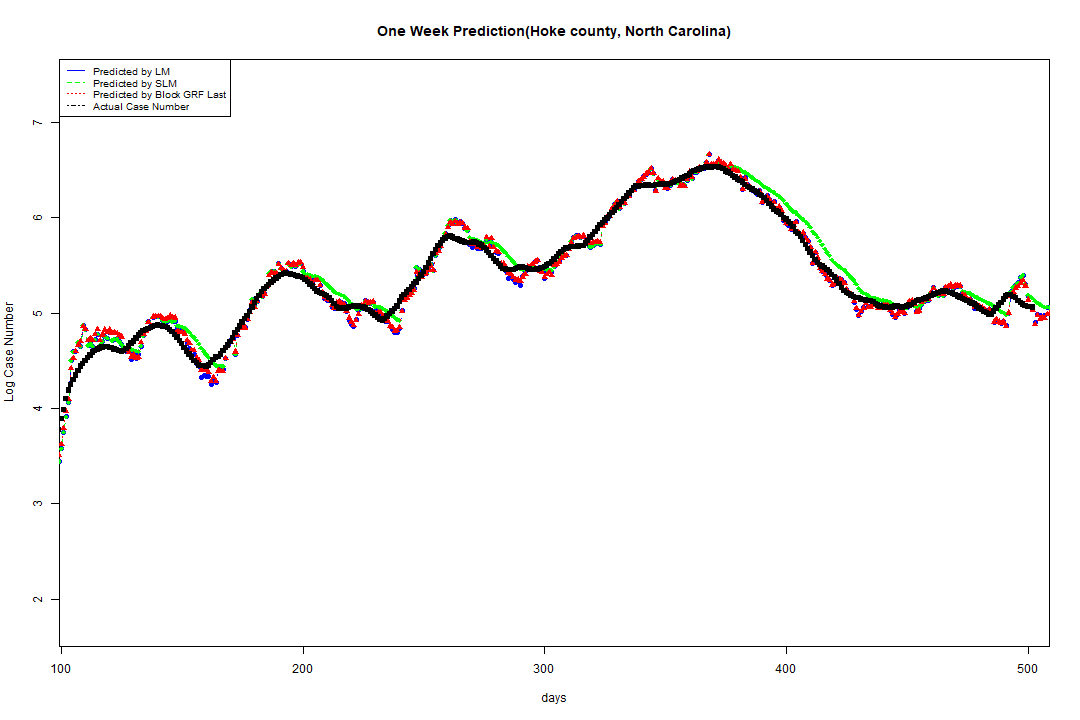 One Week Prediction(Hoke county, North Carolina)
Predicted by LM
Predicted by SLM
Predicted by Block GRF Last
Actual Case Number
7
6
5
4
3
2
Log Case Number
100 200 300 400 500
days